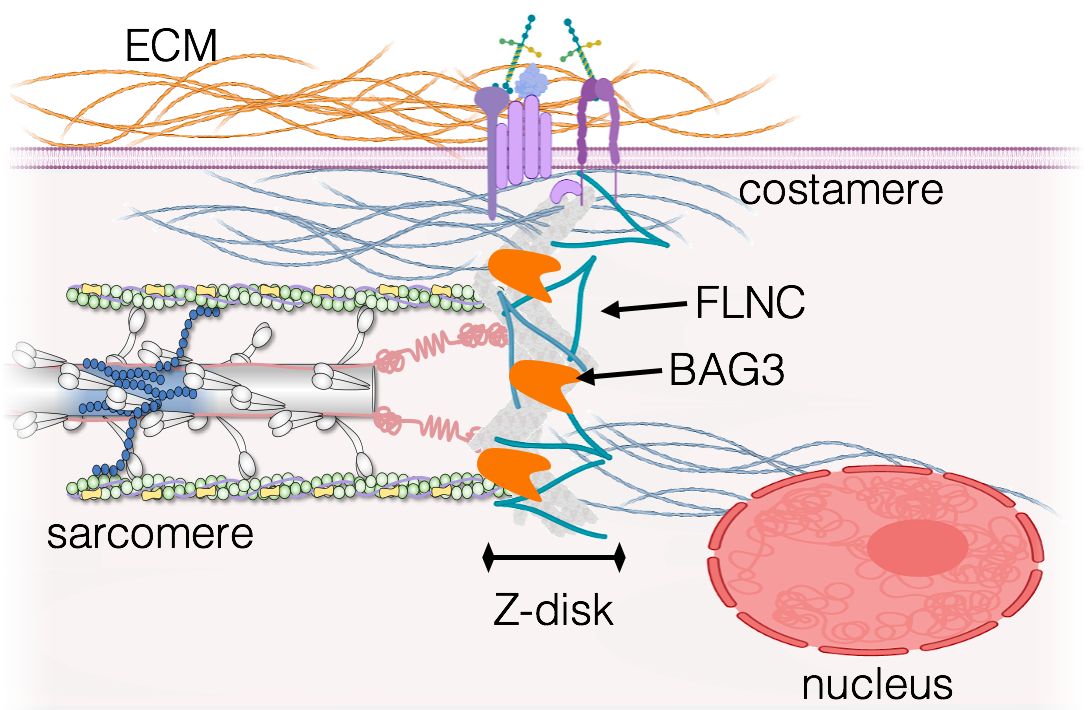 ECM
costamere
FLNC
BAG3
sarcomere
Z-disk
nucleus